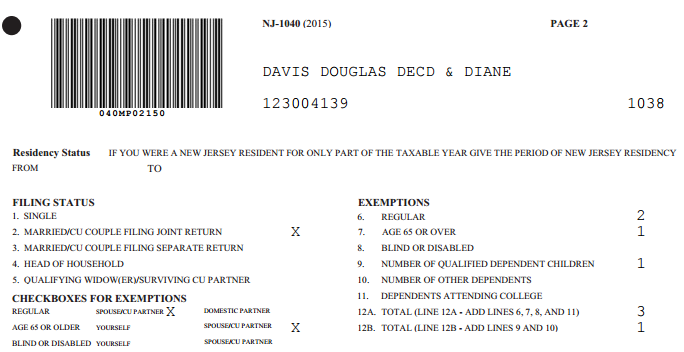 NJ-1040 (2015) PAGE 2
DAVIS DOUGLAS DECD & DIANE
123004139 1038
040MP02150
Residency Status IF YOU WERE A NEW JERSEY RESIDENT FOR ONLY PART OF THE TAXABLE YEAR GIVE THE PERIOD OF NEW JERSEY RESIDENCY
FROM TO
FILING STATUS
1. SINGLE
2. MARRIED/CU COUPLE FILING JOINT RETURN X
3. MARRIED/CU COUPLE FILING SEPARATE RETURN
4. HEAD OF HOUSEHOLD
5. QUALIFYING WIDOW(ER)/SURVIVING CU PARTNER
CHECKBOXES FOR EXEMPTIONS
REGULAR SPOUSE/CU PARTNER X DOMESTIC PARTNER
AGE 65 OR OLDER YOURSELF SPOUSE/CU PARTNER X
BLIND OR DISABLED YOURSELF SPOUSE/CU PARTNER
EXEMPTIONS
6. REGULAR 2
7. AGE 65 OR OVER 1
8. BLIND OR DISABLED
9. NUMBER OF QUALIFIED DEPENDENT CHILDREN 1
10. NUMBER OF OTHER DEPENDENTS
11. DEPENDENTS ATTENDING COLLEGE
12A. TOTAL (LINE 12A - ADD LINES 6, 7, 8, AND 11) 3
12B. TOTAL (LINE 12B - ADD LINES 9 AND 10) 1